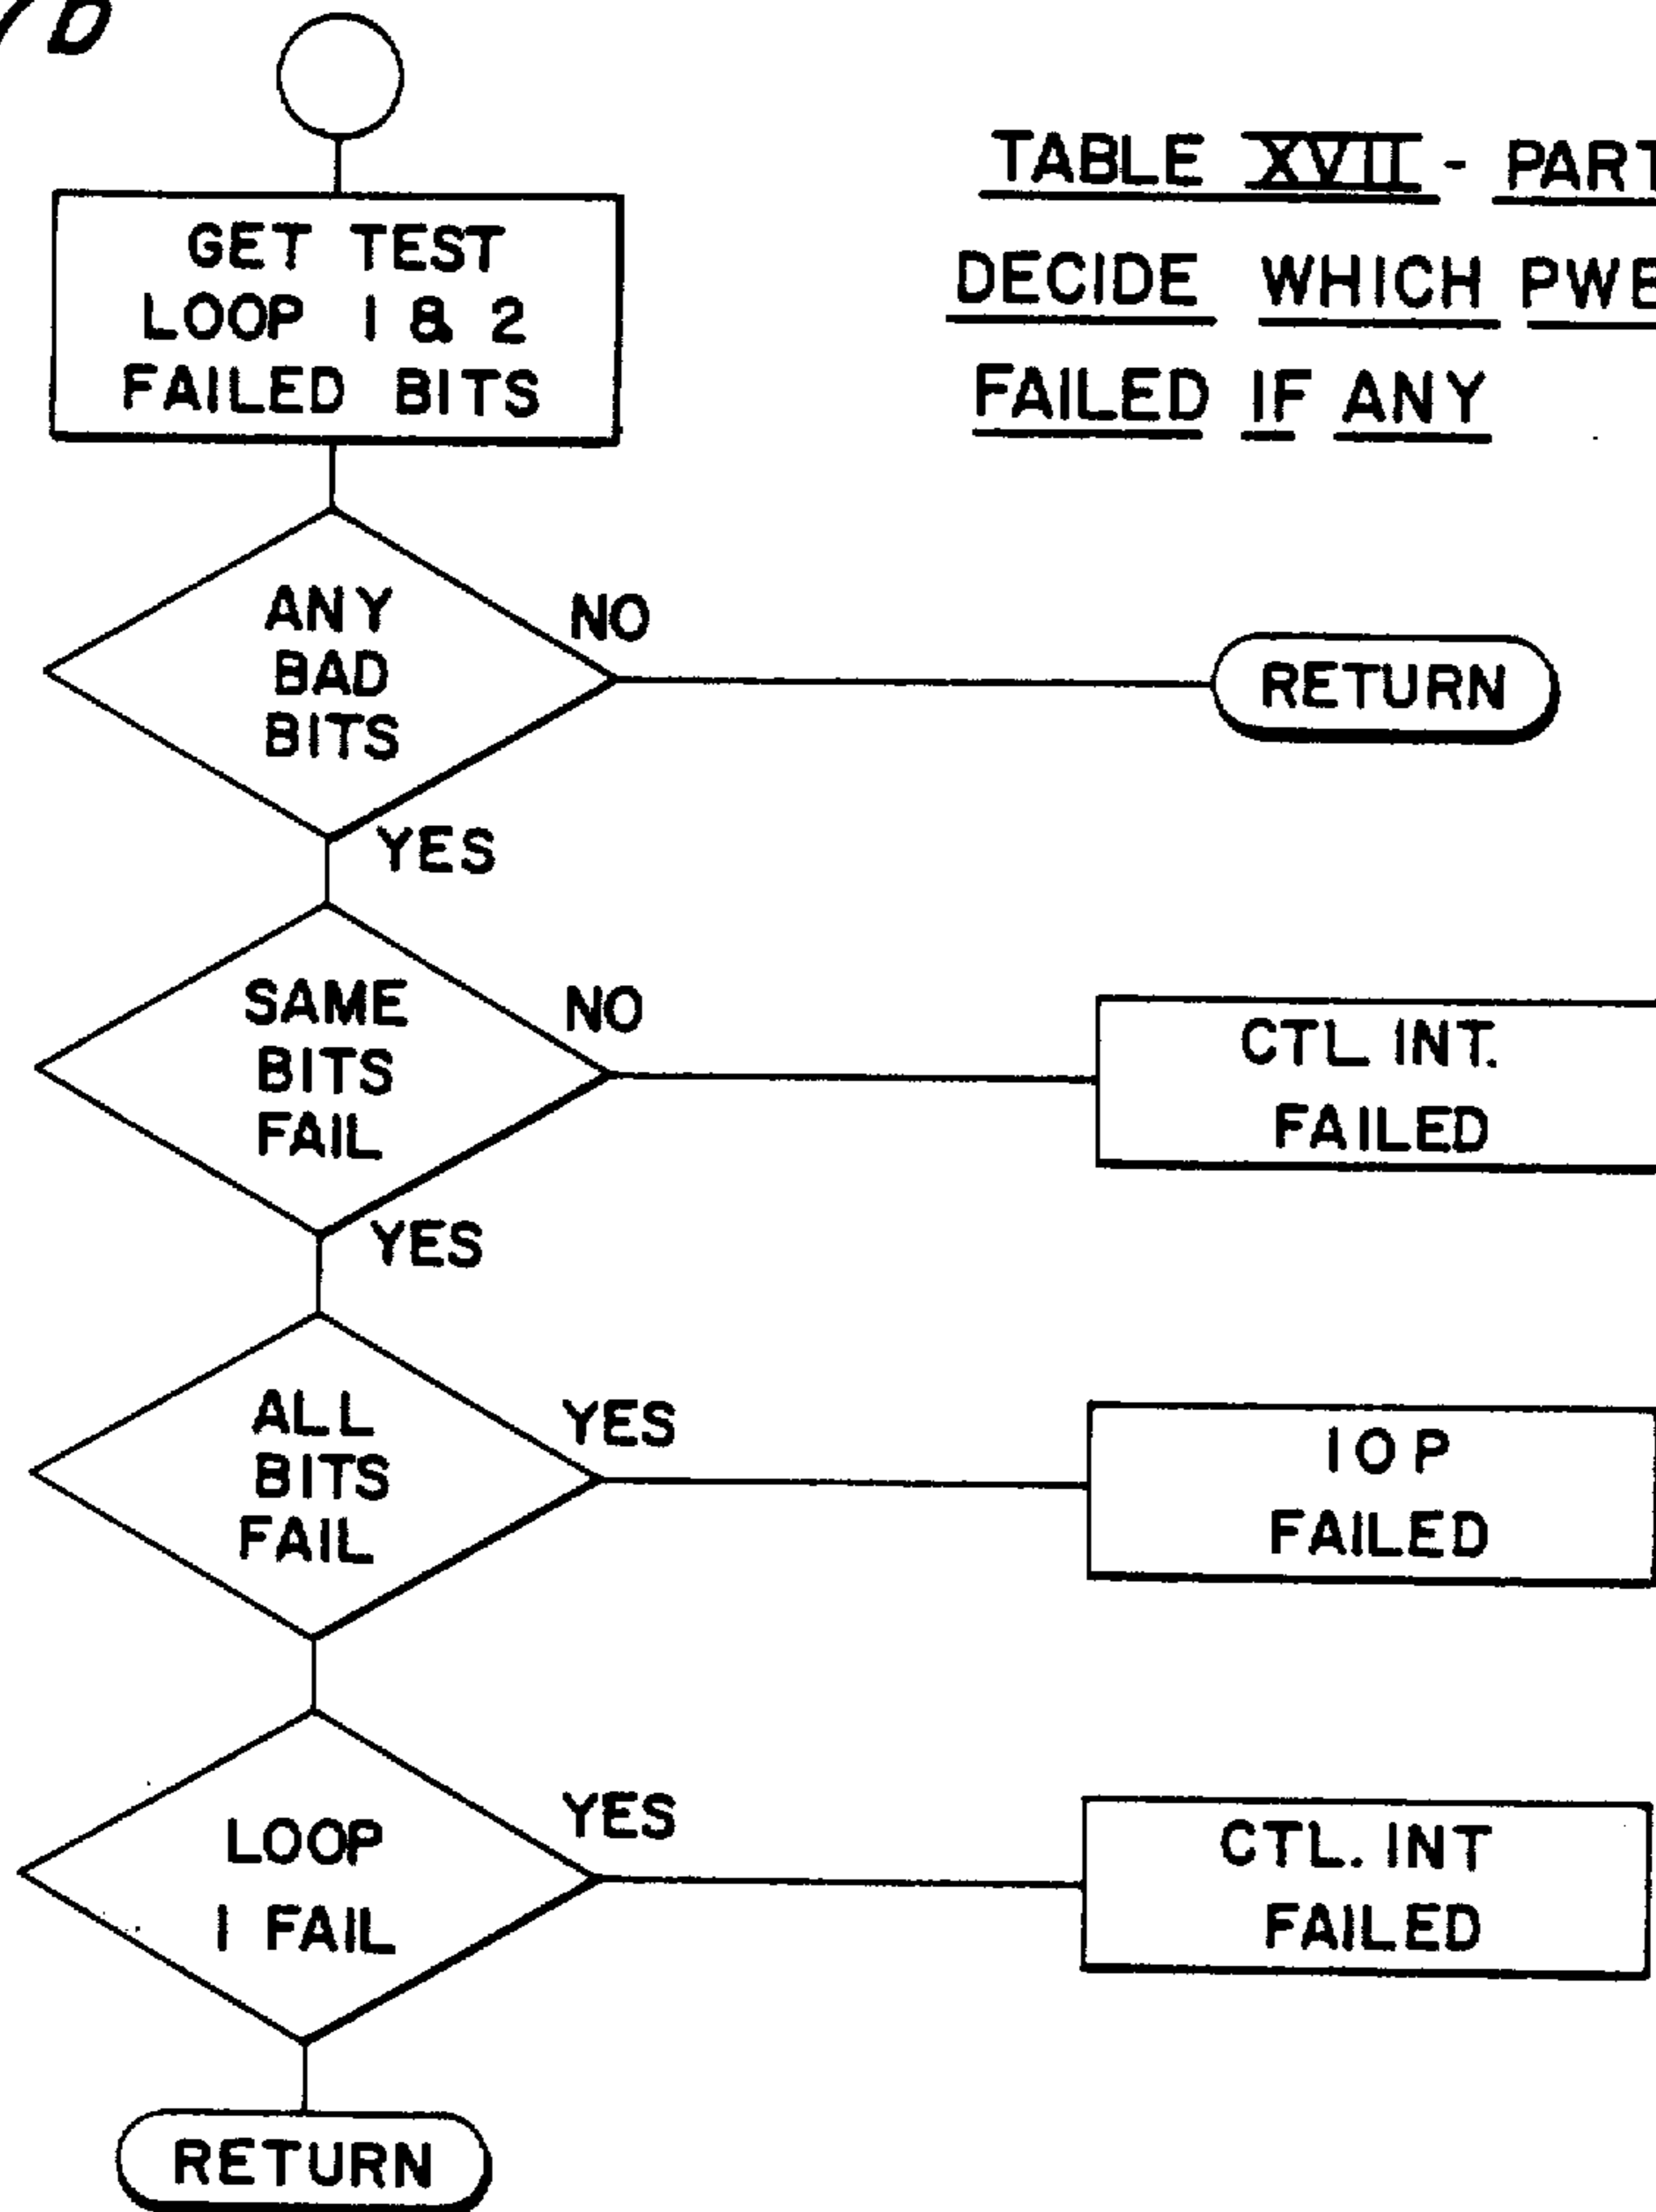 TABLE XVII - PART
DECIDE WHICH
FAILED IF ANY
GET TEST
LOOP 1 & 2
FAILED BITS
ANY
BAD
BITS
NO
RETURN
YES
SAME
BITS
FAIL
NO
CTL INT.
FAILED
YES
ALL
BITS
FAIL
YES
IOP
FAILED
LOOP
1 FAIL
YES
CTL. INT
FAILED
RETURN